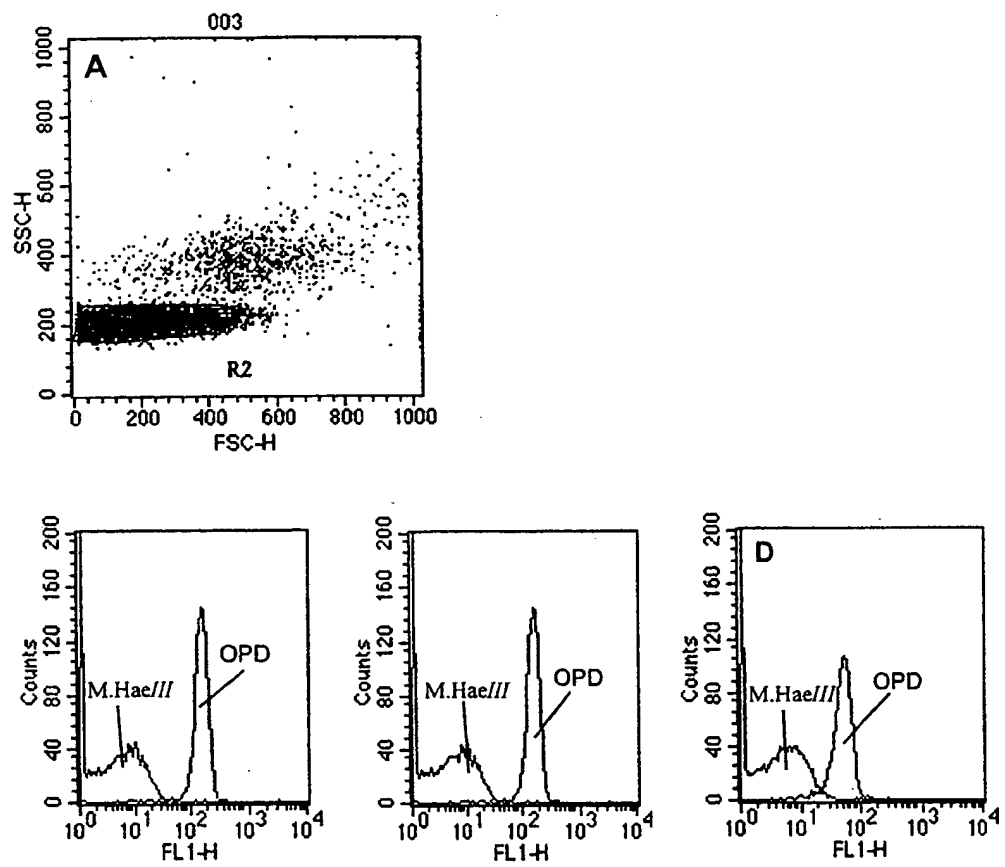 003
A
1000
800
600
400
200
0
SSC-H
R2
0 200 400 600 800 1000
FSC-H
200
160
120
80
40
0
Counts
M.HaeIII
OPD
10^0 10^1 10^2 10^3 10^4
FL1-H
200
160
120
80
40
0
Counts
M.HaeIII
OPD
10^0 10^1 10^2 10^3 10^4
FL1-H
D
200
160
120
80
40
0
Counts
M.HaeIII
OPD
10^0 10^1 10^2 10^3 10^4
FL1-H